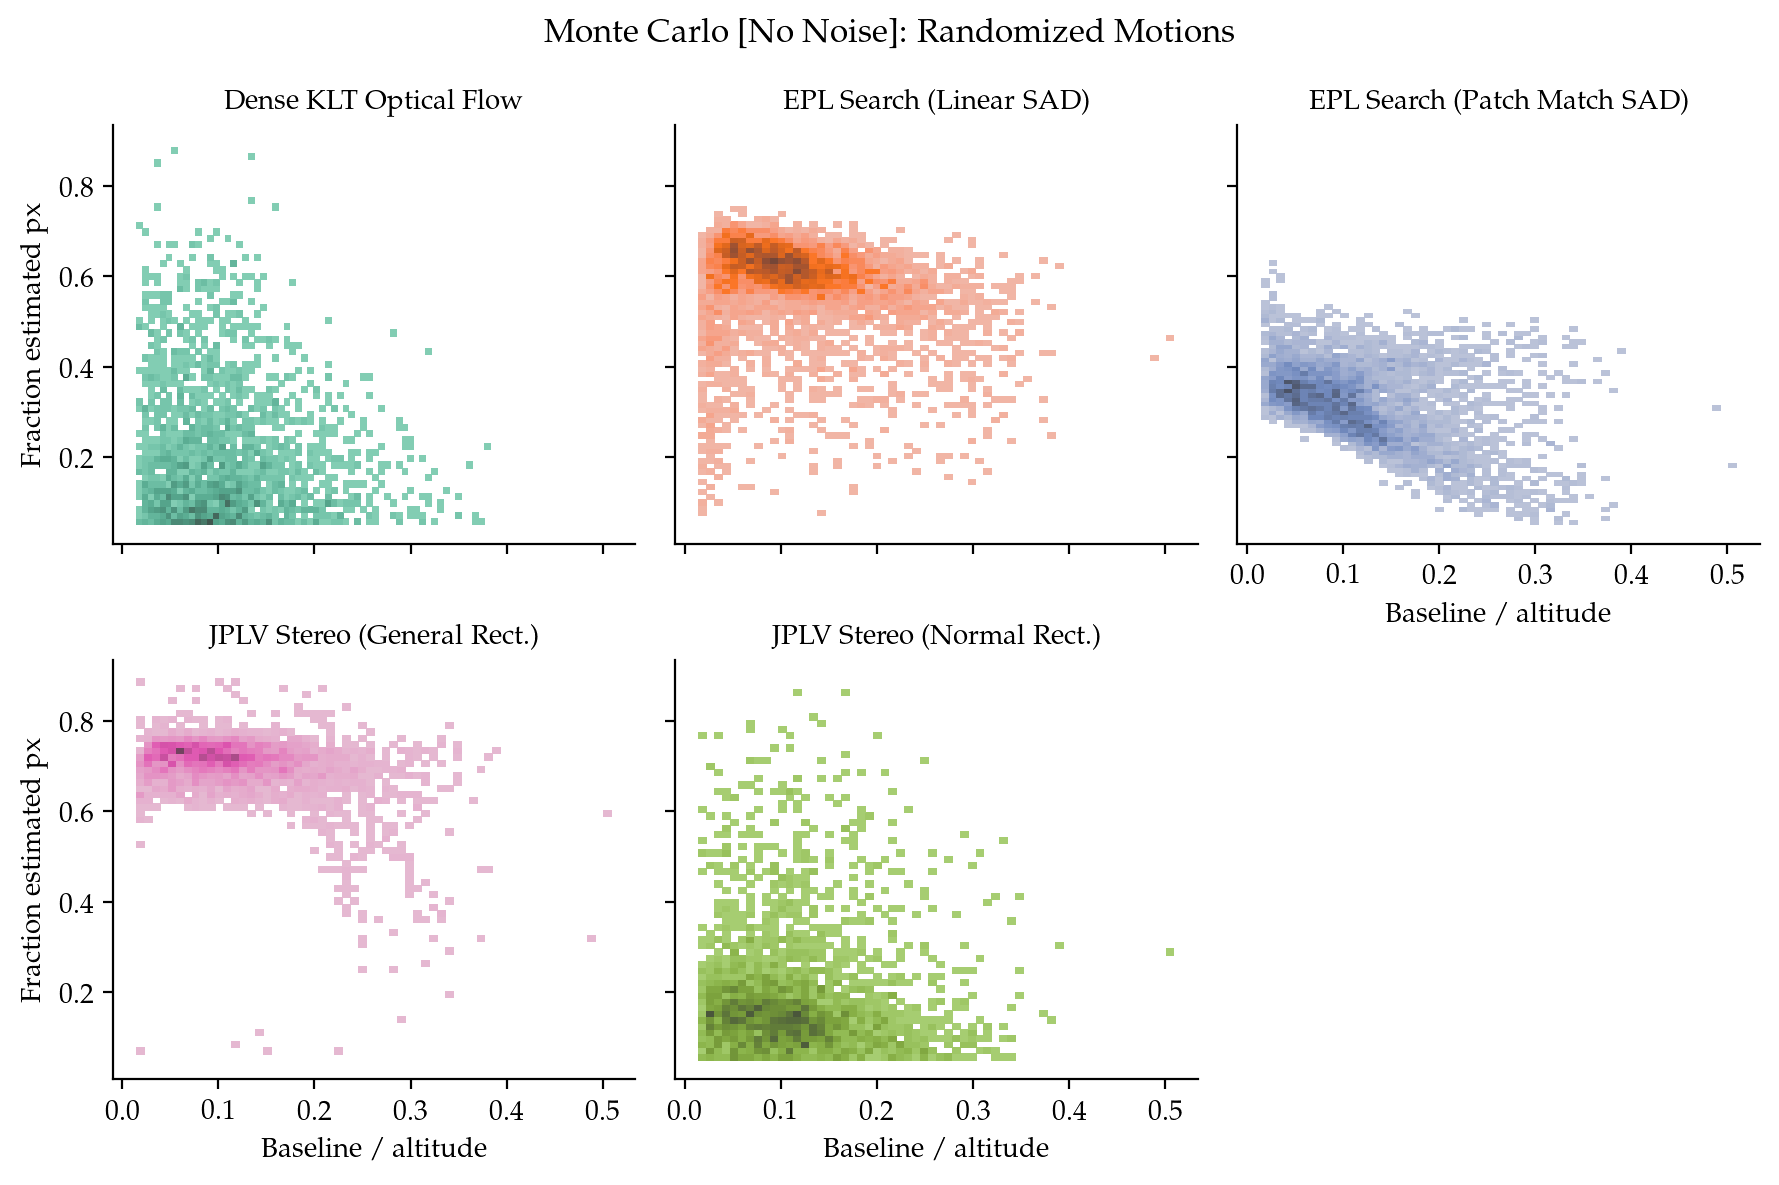 Monte Carlo [No Noise]: Randomized Motions
Dense KLT Optical Flow
EPL Search (Linear SAD)
EPL Search (Patch Match SAD)
Fraction estimated px
0.8
0.6
0.4
0.2
0.0 0.1 0.2 0.3 0.4 0.5
Baseline / altitude
JPLV Stereo (General Rect.)
JPLV Stereo (Normal Rect.)
Fraction estimated px
0.8
0.6
0.4
0.2
0.0 0.1 0.2 0.3 0.4 0.5
0.0 0.1 0.2 0.3 0.4 0.5
Baseline / altitude
Baseline / altitude